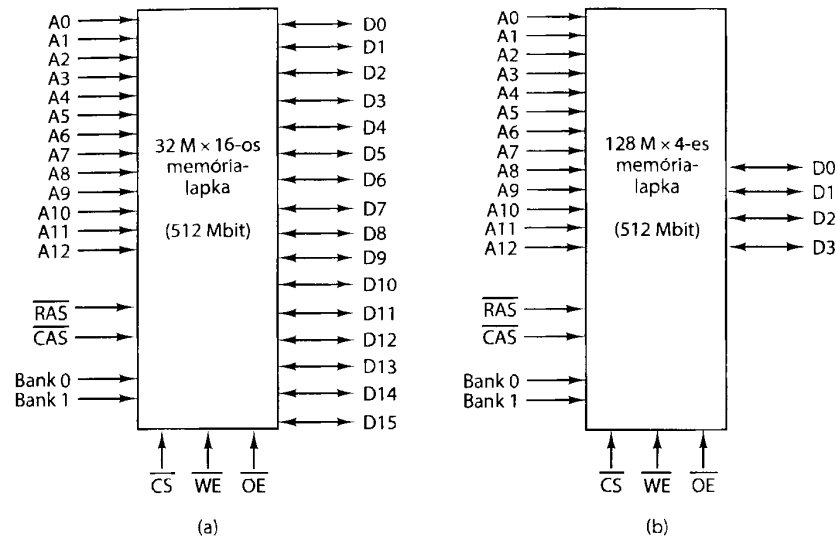 A0
A1
A2
A3
A4
A5
A6
A7
A8
A9
A10
A11
A12
RAS
CAS
Bank 0
Bank 1
32 M × 16-os
memória-
lapka
(512 Mbit)
D0
D1
D2
D3
D4
D5
D6
D7
D8
D9
D10
D11
D12
D13
D14
D15
CS WE OE
(a)
A0
A1
A2
A3
A4
A5
A6
A7
A8
A9
A10
A11
A12
RAS
CAS
Bank 0
Bank 1
128 M × 4-es
memória-
lapka
(512 Mbit)
D0
D1
D2
D3
CS WE OE
(b)